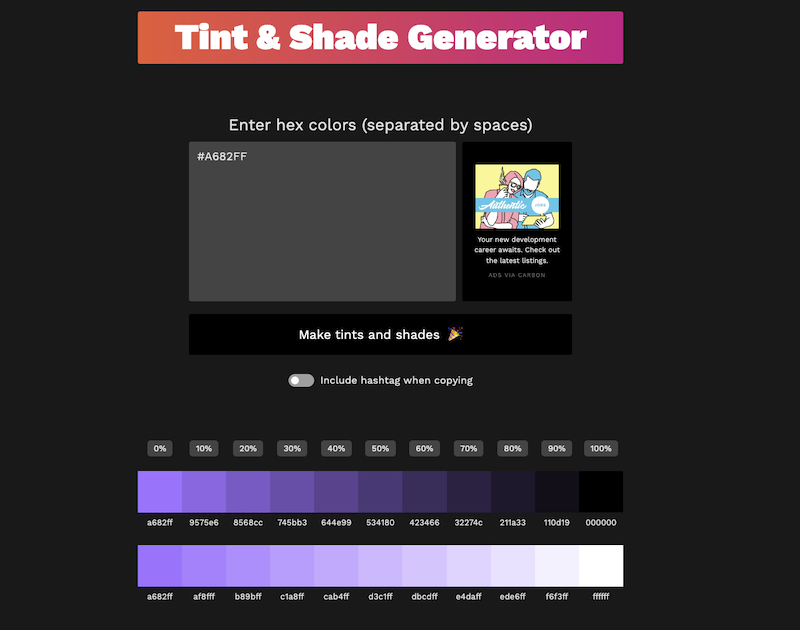 Tint & Shade Generator
Enter hex colors (separated by spaces)
#A682FF
Authentic JOBS
Your new development
career awaits. Check out
the latest listings.
ADS VIA CARBON
Make tints and shades 🎉
Include hashtag when copying
0% 10% 20% 30% 40% 50% 60% 70% 80% 90% 100%
a682ff 9575e6 8568cc 745bb3 644e99 534180 423466 32274c 211a33 110d19 000000
a682ff af8fff b89bff c1a8ff cab4ff d3c1ff dbcdff e4daff ede6ff f6f3ff ffffff